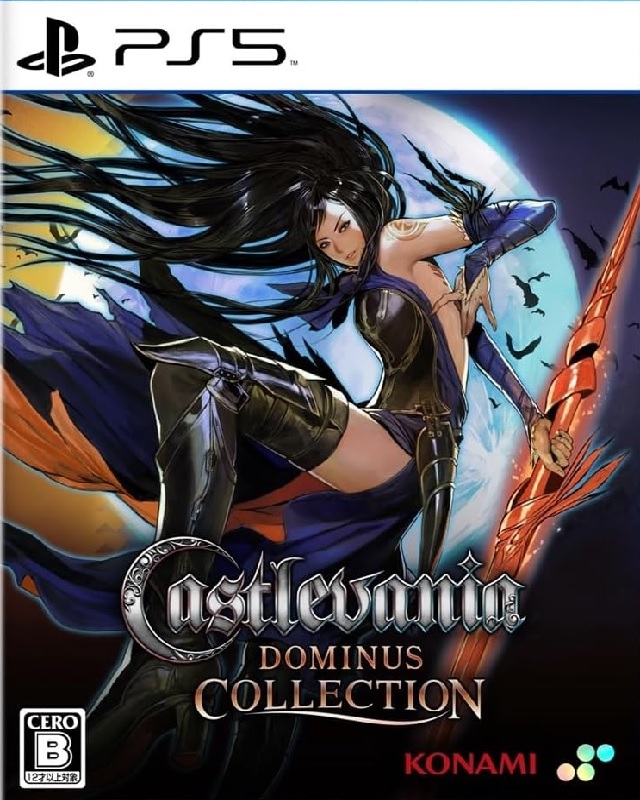 PS5
Castlevania
DOMINUS
COLLECTION
CERO
B
12才以上対象
KONAMI